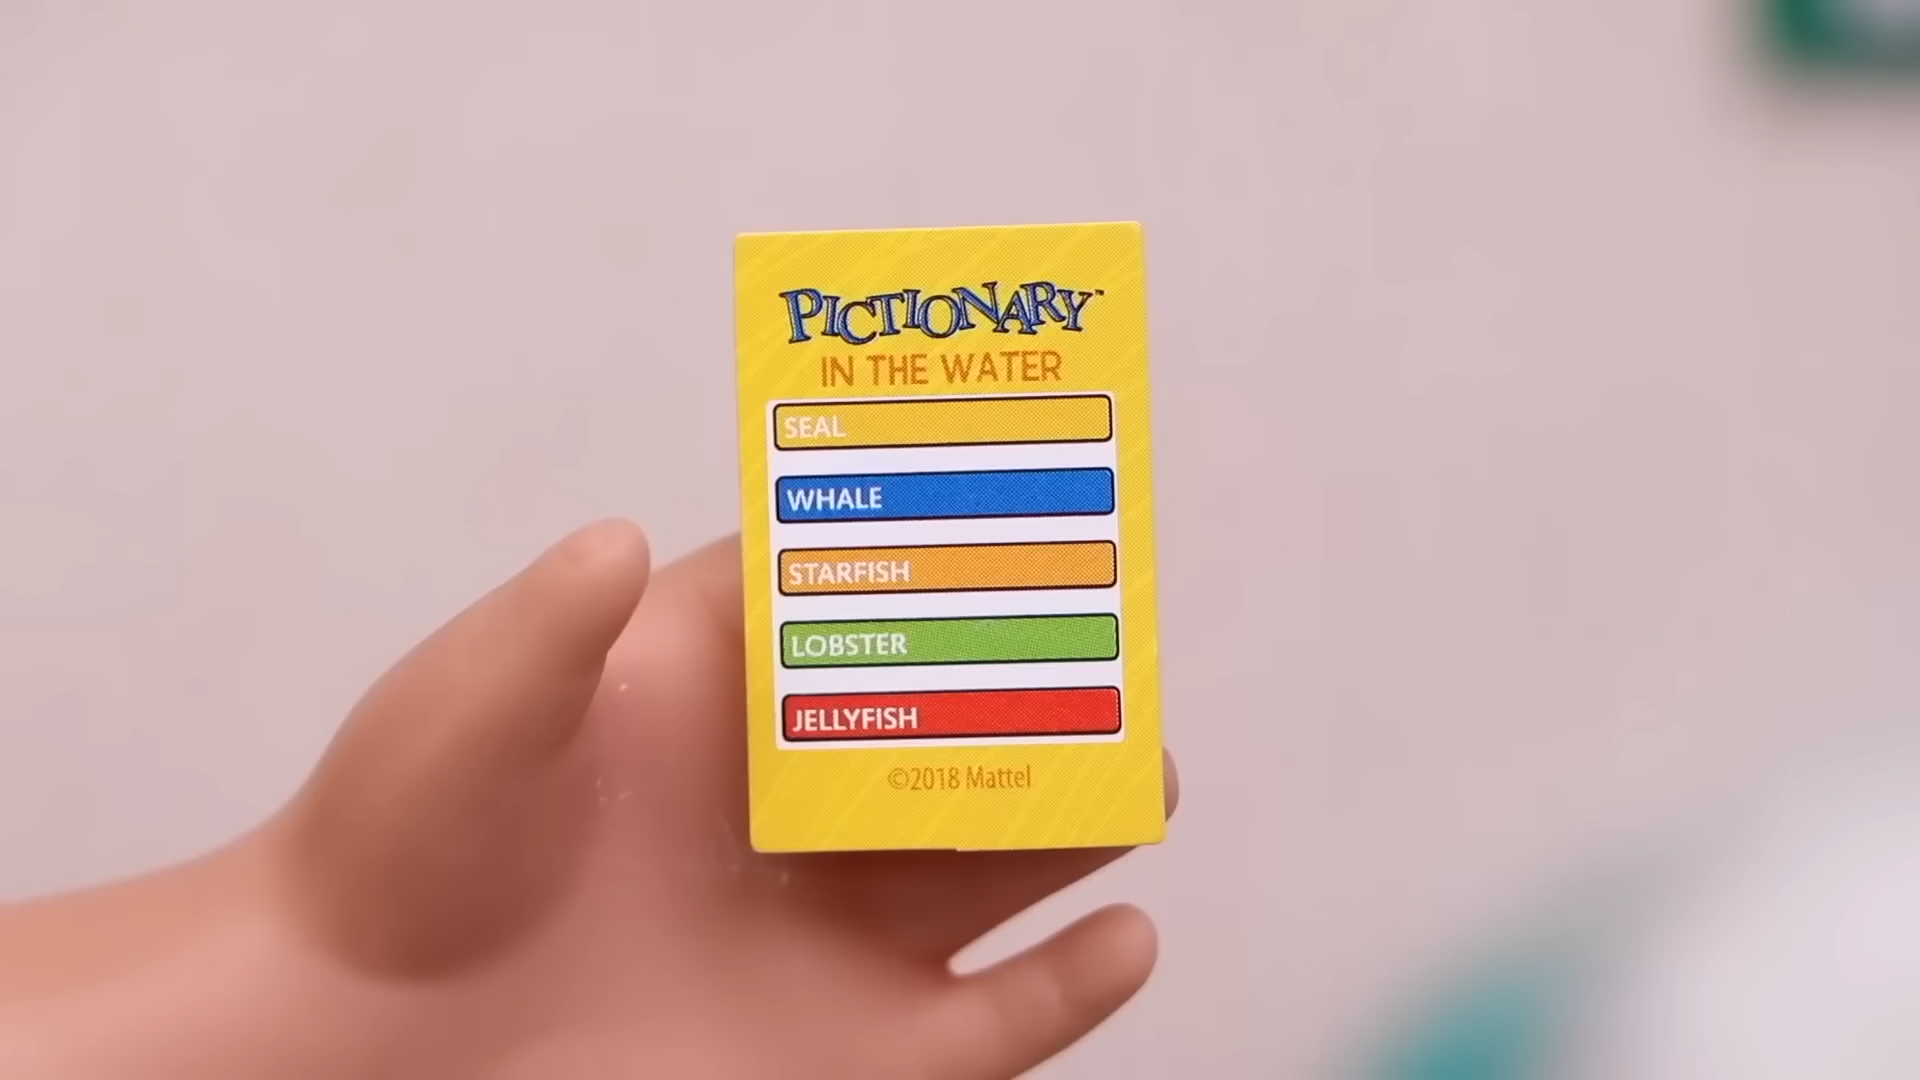 PICTIONARY™
IN THE WATER
SEAL
WHALE
STARFISH
LOBSTER
JELLYFISH
©2018 Mattel